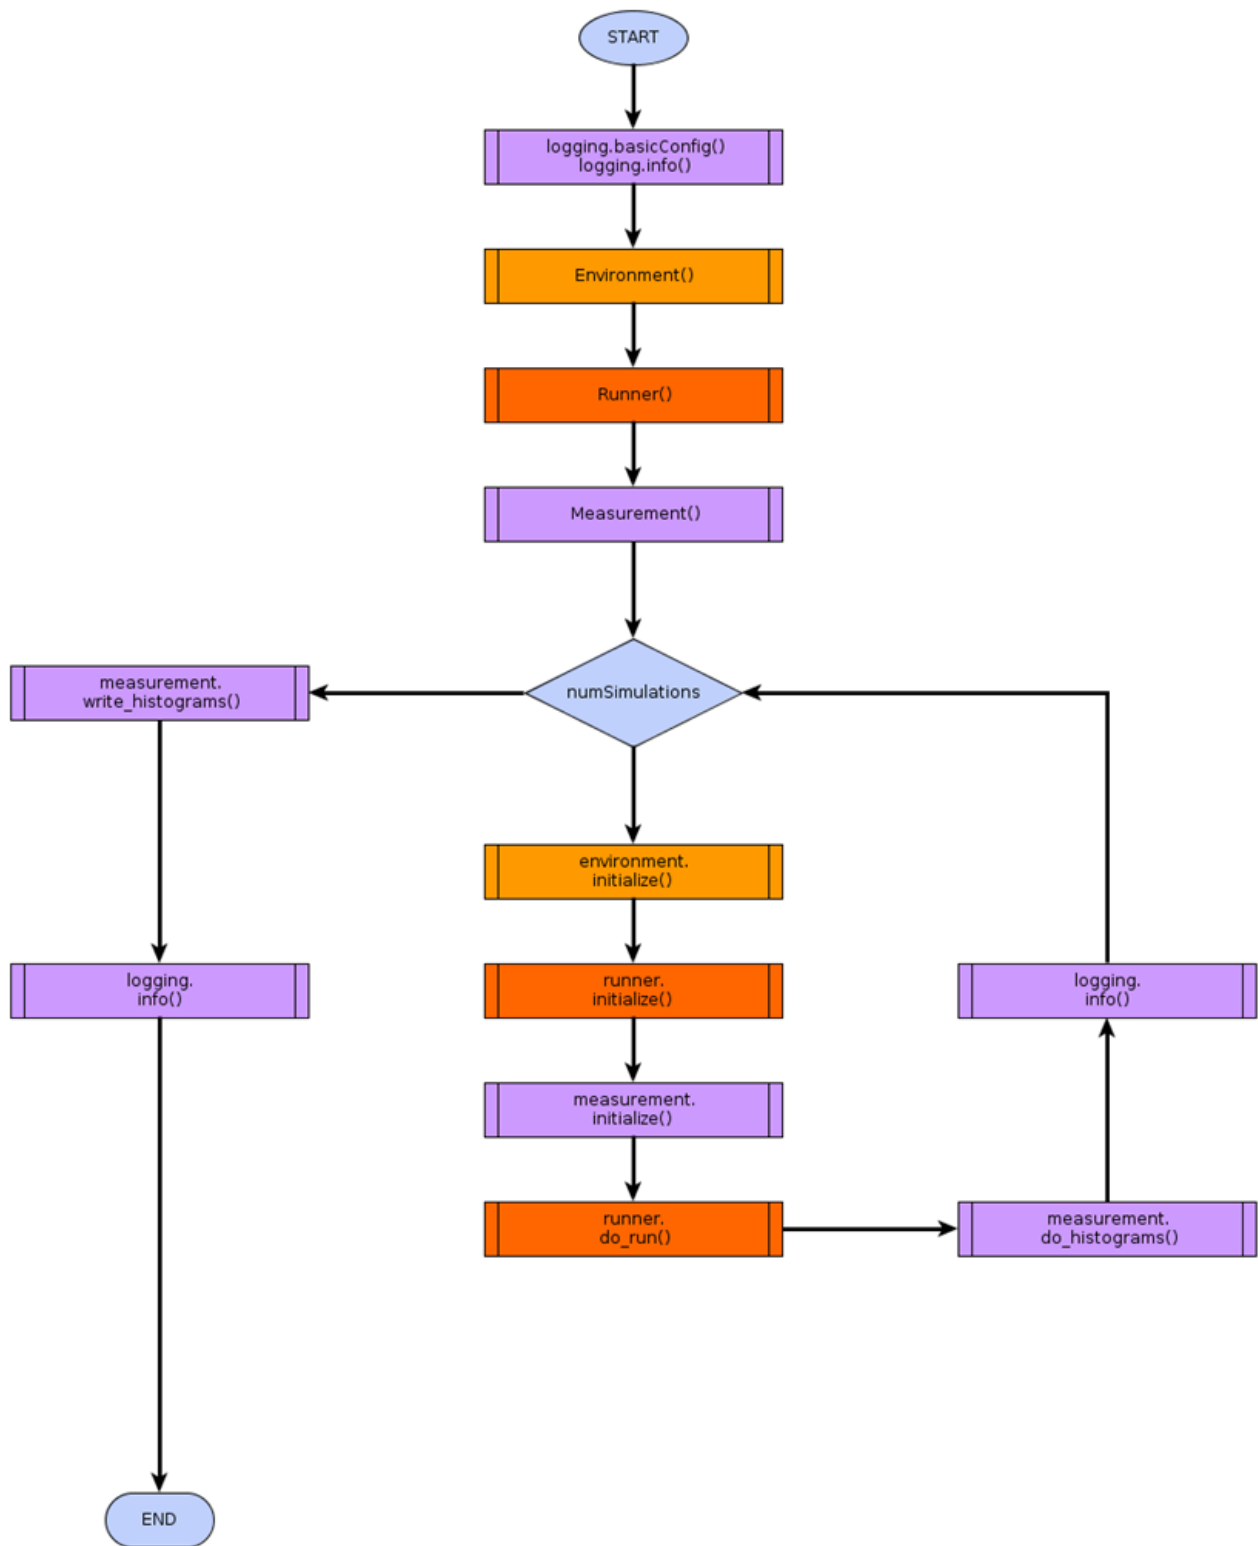 START
logging.basicConfig()
logging.info()
Environment()
Runner()
Measurement()
numSimulations
measurement.
write_histograms()
environment.
initialize()
logging.
info()
runner.
initialize()
logging.
info()
measurement.
initialize()
runner.
do_run()
measurement.
do_histograms()
END